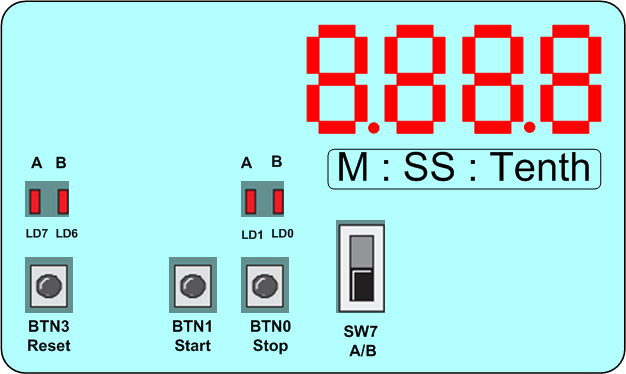 8.8.8.8
M : SS : Tenth
A B A B
LD7 LD6 LD1 LD0
BTN3 BTN1 BTN0 SW7
Reset Start Stop A/B